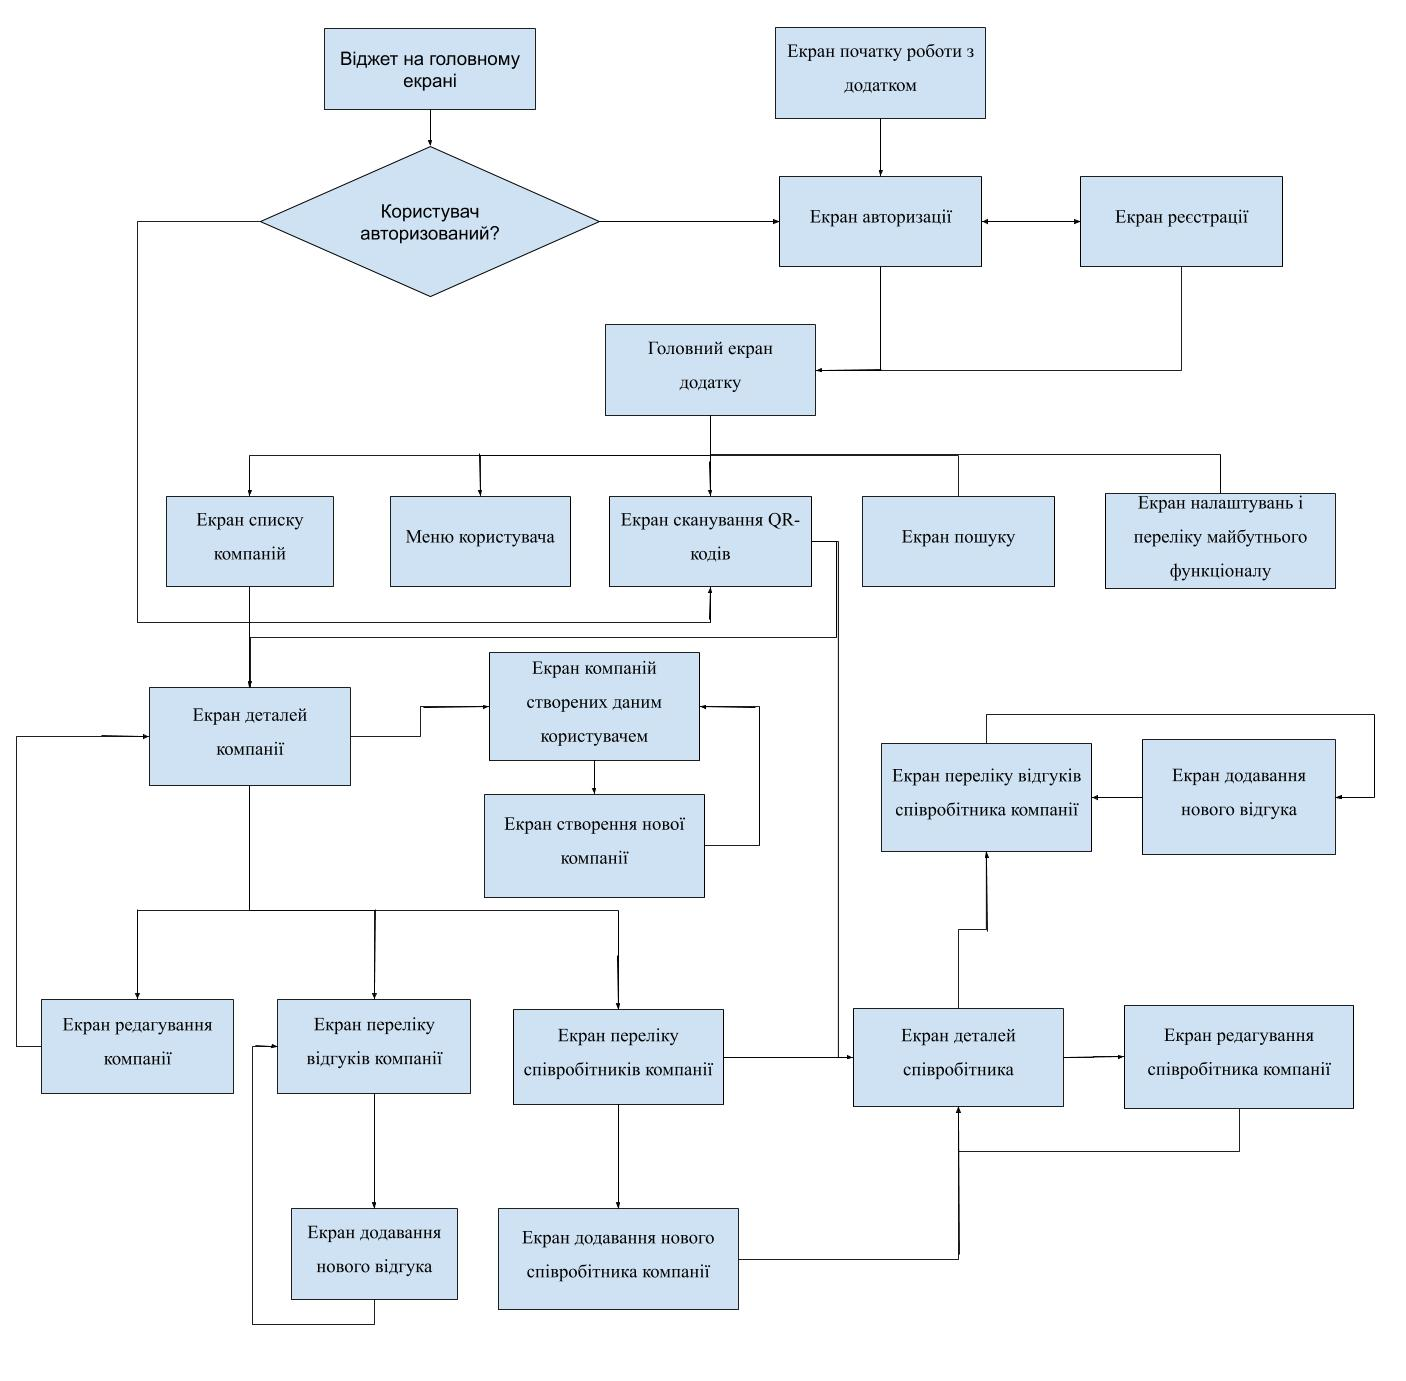 Віджет на головному
екрані
Екран початку роботи з
додатком
Користувач
авторизований?
Екран авторизації
Екран реєстрації
Головний екран
додатку
Екран списку
компаній
Меню користувача
Екран сканування QR-
кодів
Екран пошуку
Екран налаштувань і
переліку майбутнього
функціоналу
Екран деталей
компанії
Екран компаній
створених даним
користувачем
Екран створення нової
компанії
Екран переліку відгуків
співробітника компанії
Екран додавання
нового відгука
Екран редагування
компанії
Екран переліку
відгуків компанії
Екран переліку
співробітників компанії
Екран деталей
співробітника
Екран редагування
співробітника компанії
Екран додавання
нового відгука
Екран додавання нового
співробітника компанії